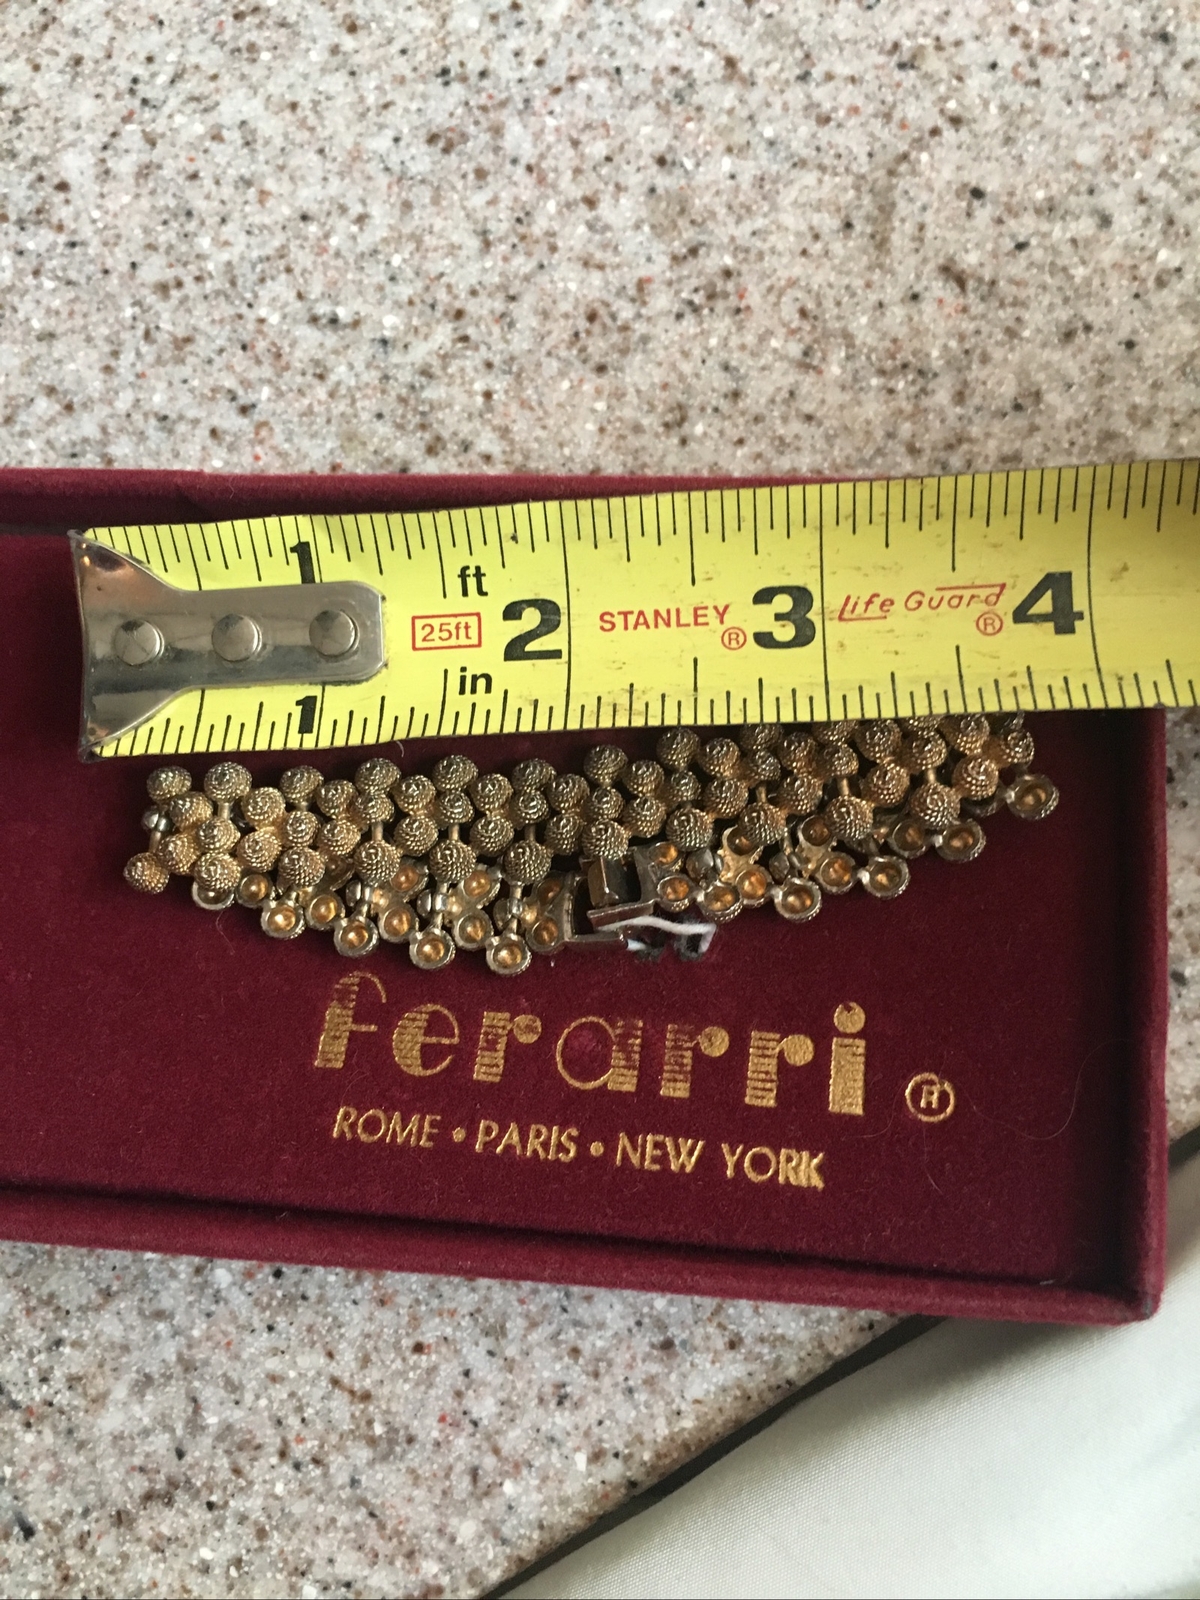 1 ft
25ft 2 STANLEY® 3 Life Guard® 4
in
1
ferarri ®
ROME • PARIS • NEW YORK